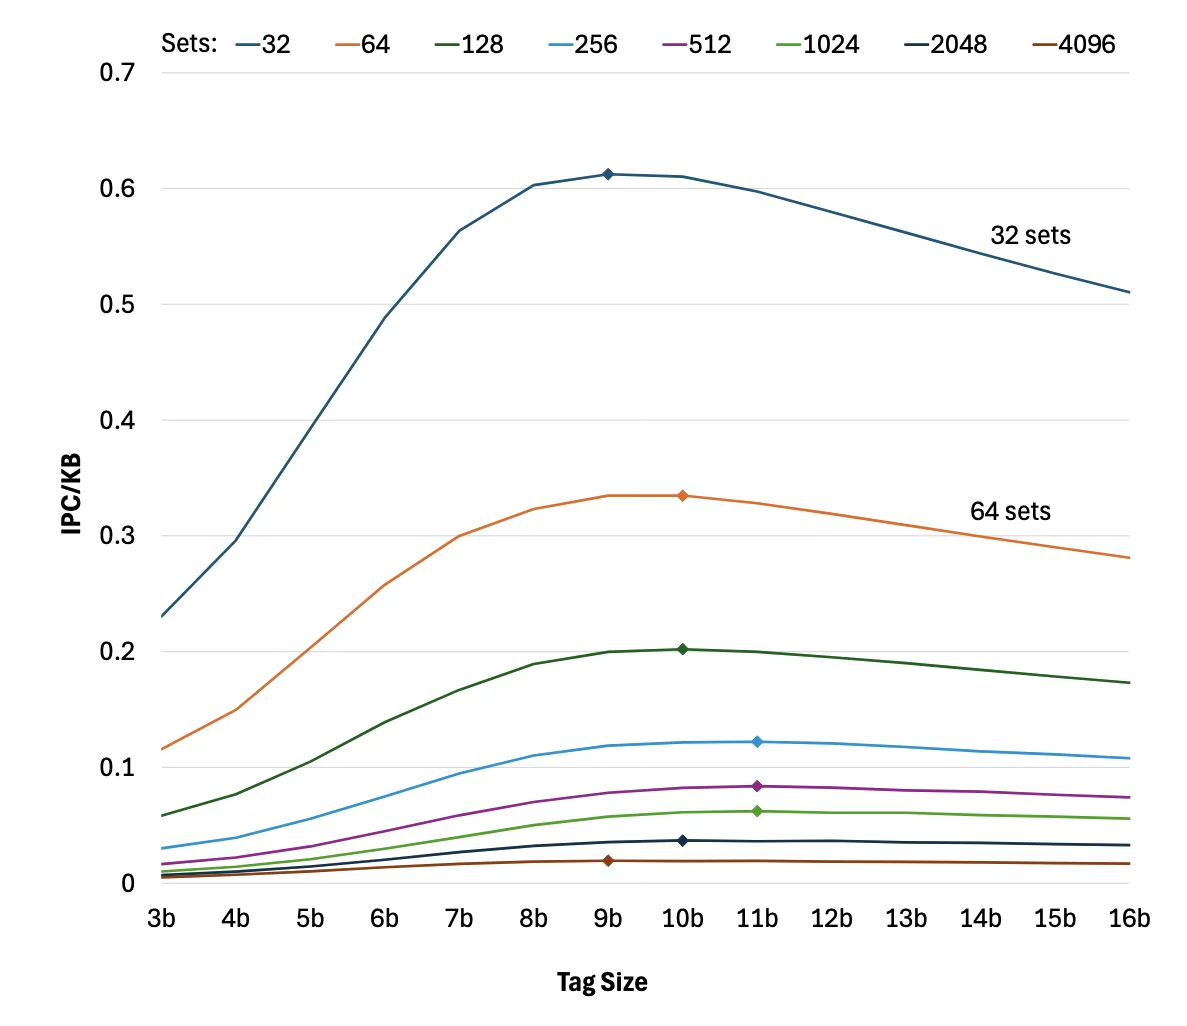 Sets: 32 64 128 256 512 1024 2048 4096
0.7
0.6
32 sets
0.5
0.4
IPC/KB
64 sets
0.3
0.2
0.1
0
3b 4b 5b 6b 7b 8b 9b 10b 11b 12b 13b 14b 15b 16b
Tag Size